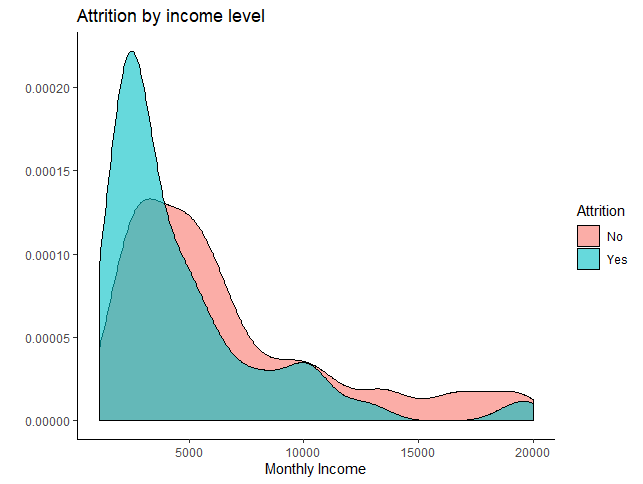 Attrition by income level
0.00020
0.00015
0.00010
0.00005
0.00000
5000 10000 15000 20000
Monthly Income
Attrition
No
Yes